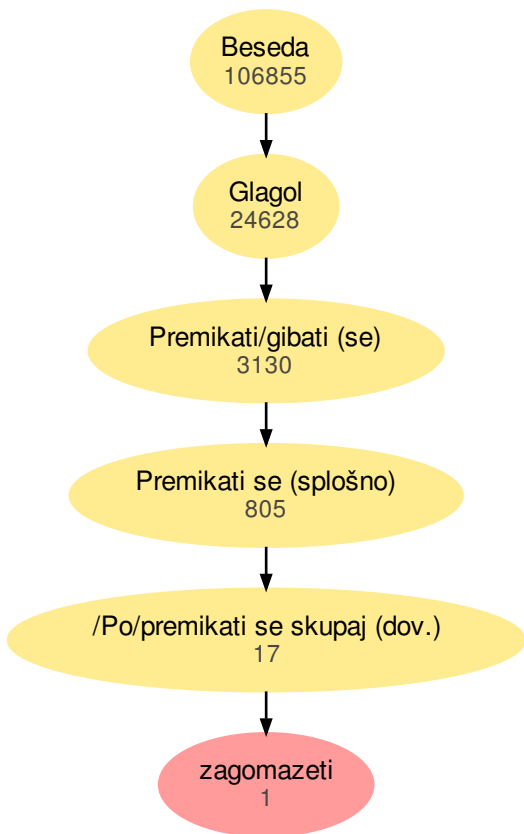 Beseda
106855
Glagol
24628
Premikati/gibati (se)
3130
Premikati se (splošno)
805
/Po/premikati se skupaj (dov.)
17
zagomazeti
1